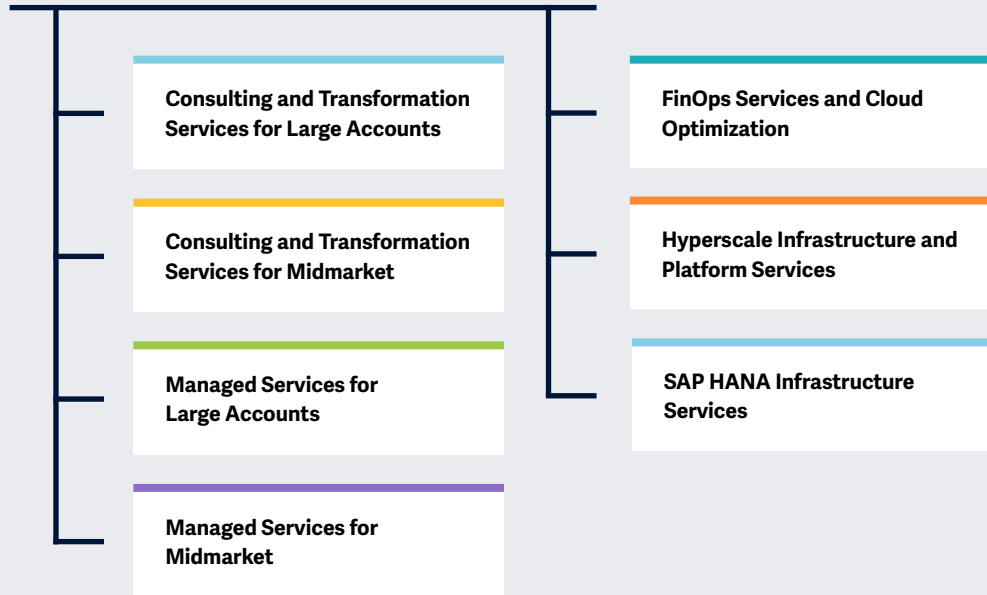 Consulting and Transformation
Services for Large Accounts
Consulting and Transformation
Services for Midmarket
Managed Services for
Large Accounts
Managed Services for
Midmarket
FinOps Services and Cloud
Optimization
Hyperscale Infrastructure and
Platform Services
SAP HANA Infrastructure
Services